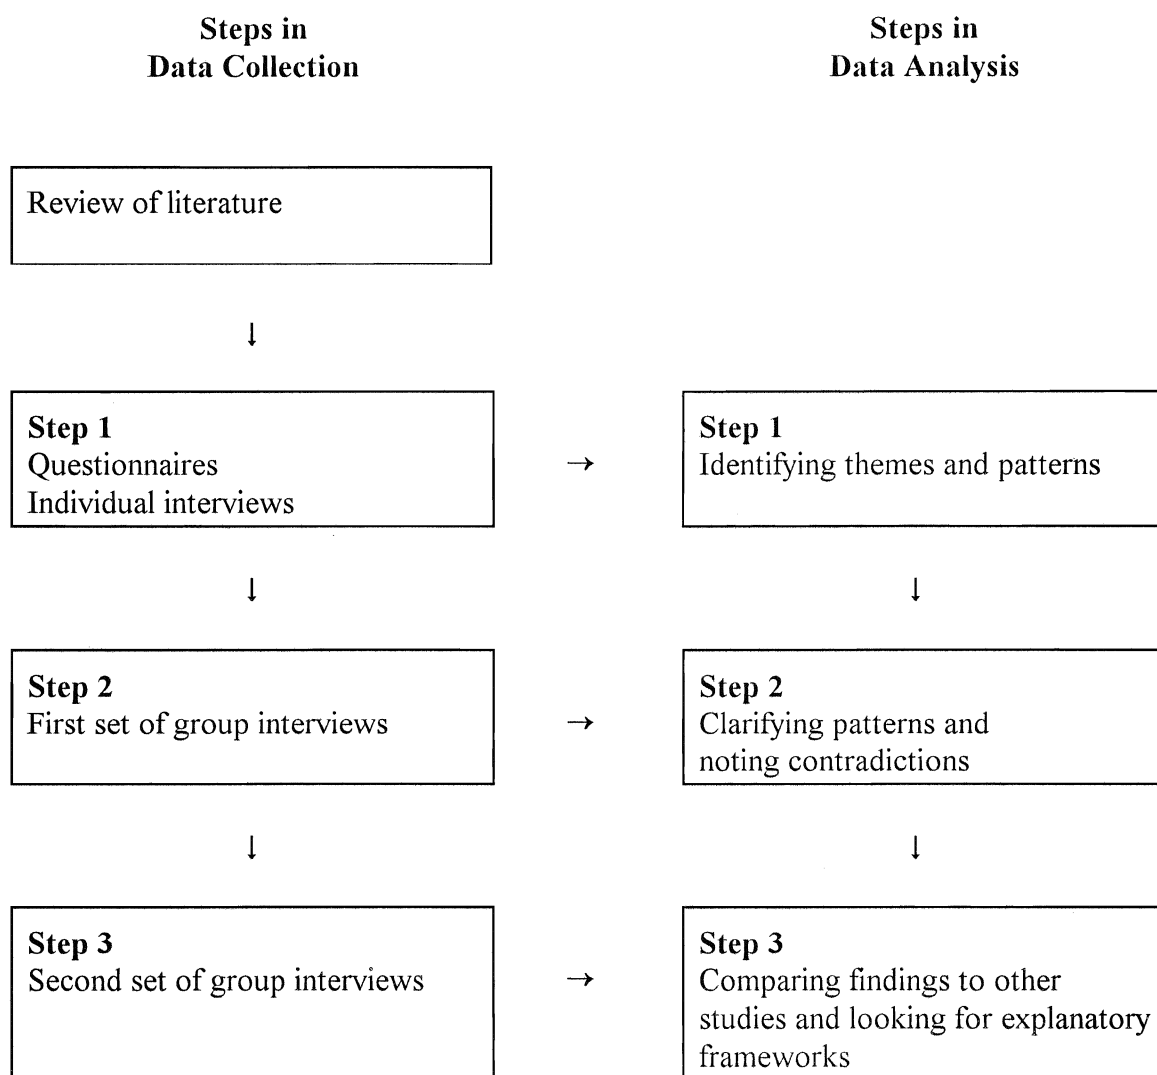 Steps in
Data Collection
Steps in
Data Analysis
Review of literature
↓
Step 1
Questionnaires
Individual interviews
→
Step 1
Identifying themes and patterns
↓
↓
Step 2
First set of group interviews
→
Step 2
Clarifying patterns and
noting contradictions
↓
↓
Step 3
Second set of group interviews
→
Step 3
Comparing findings to other
studies and looking for explanatory
frameworks